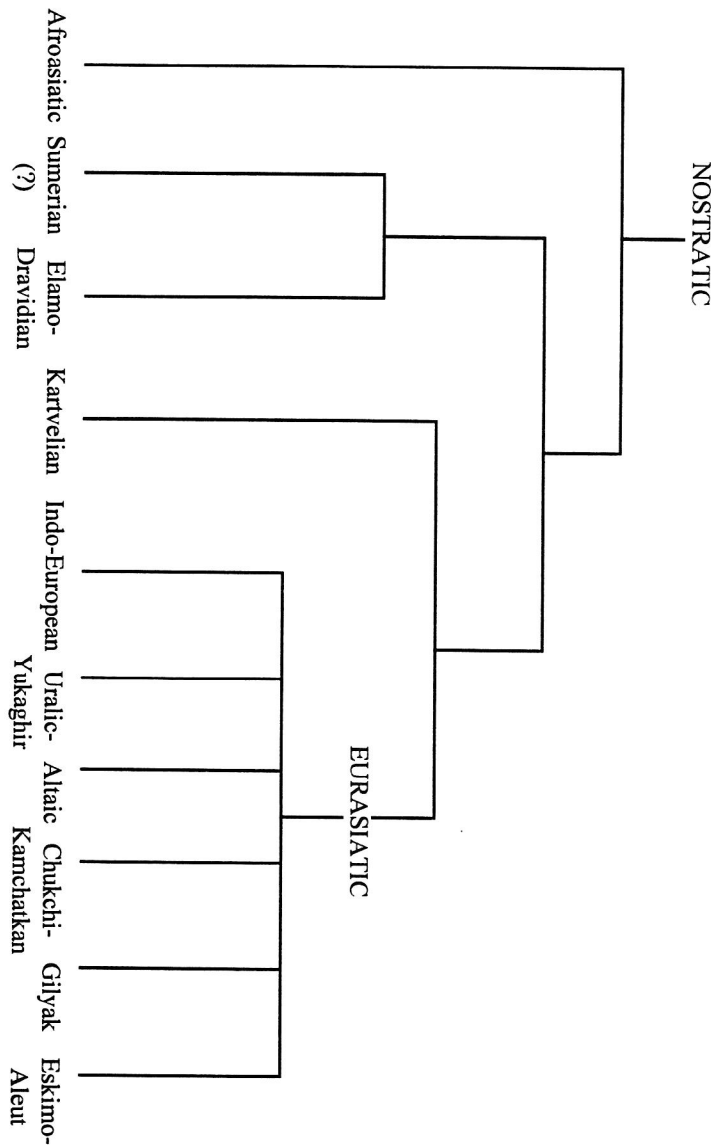 NOSTRATIC
EURASIATIC
Afroasiatic
Sumerian
(?)
Elamo-
Dravidian
Kartvelian
Indo-European
Uralic-
Yukaghir
Altaic
Chukchi-
Kamchatkan
Gilyak
Eskimo-
Aleut